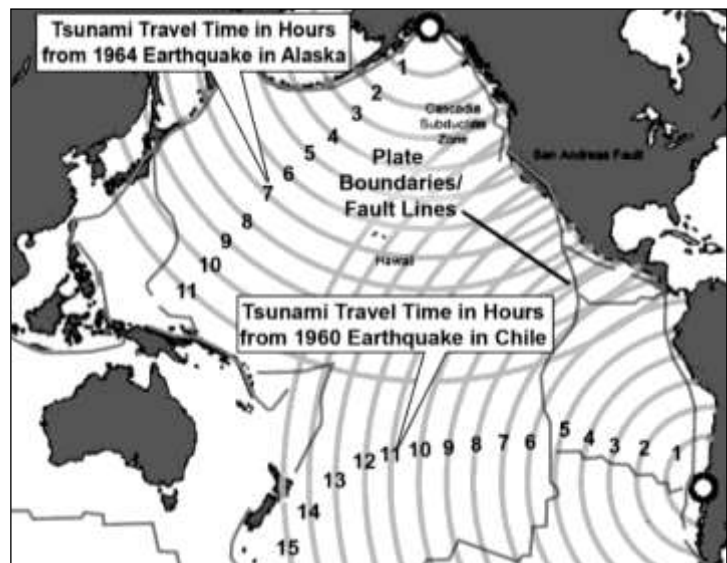 Tsunami Travel Time in Hours
from 1964 Earthquake in Alaska
1
2
3
4
5
6
7
8
9
10
11
Cascadia
Subduction
Zone
San Andreas Fault
Plate
Boundaries/
Fault Lines
Hawaii
Tsunami Travel Time in Hours
from 1960 Earthquake in Chile
15
14
13
12
11
10
9
8
7
6
5
4
3
2
1